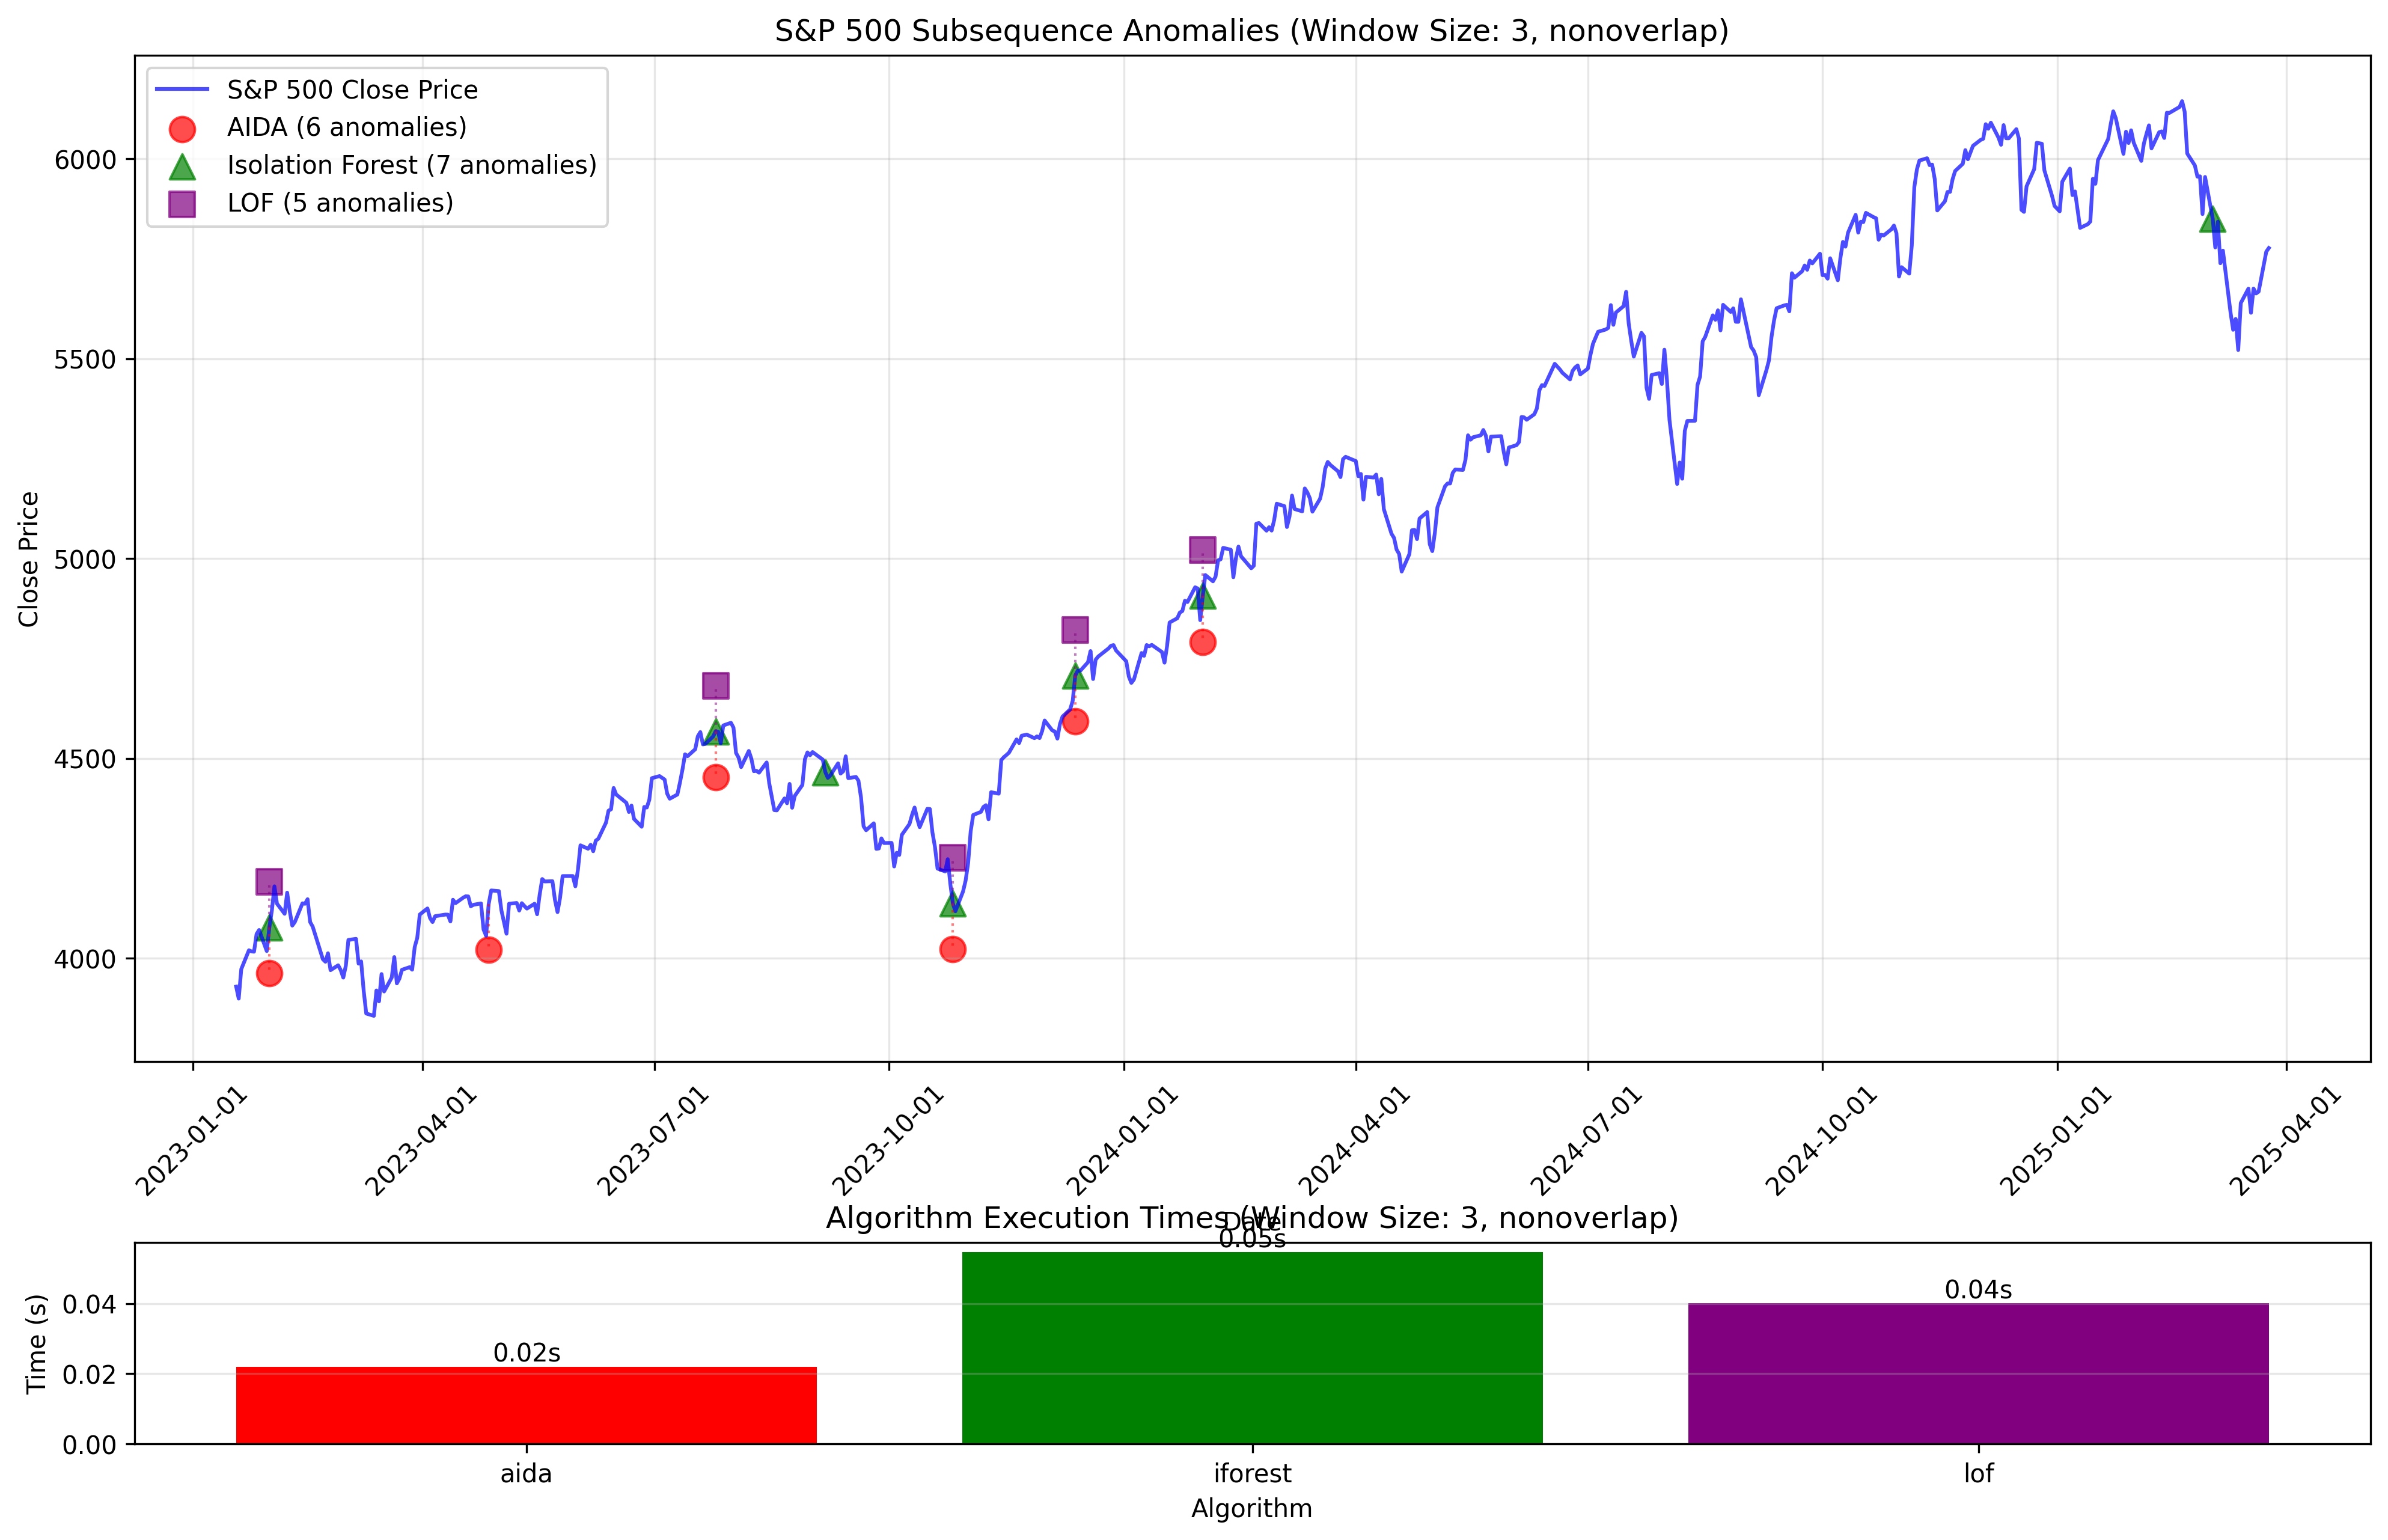 S&P 500 Subsequence Anomalies (Window Size: 3, nonoverlap)
S&P 500 Close Price
AIDA (6 anomalies)
Isolation Forest (7 anomalies)
LOF (5 anomalies)
Close Price
6000
5500
5000
4500
4000
2023-01-01
2023-04-01
2023-07-01
2023-10-01
2024-01-01
2024-04-01
2024-07-01
2024-10-01
2025-01-01
2025-04-01
Date
Algorithm Execution Times (Window Size: 3, nonoverlap)
Time (s)
0.04
0.02
0.00
0.02s
0.05s
0.04s
aida
iforest
lof
Algorithm